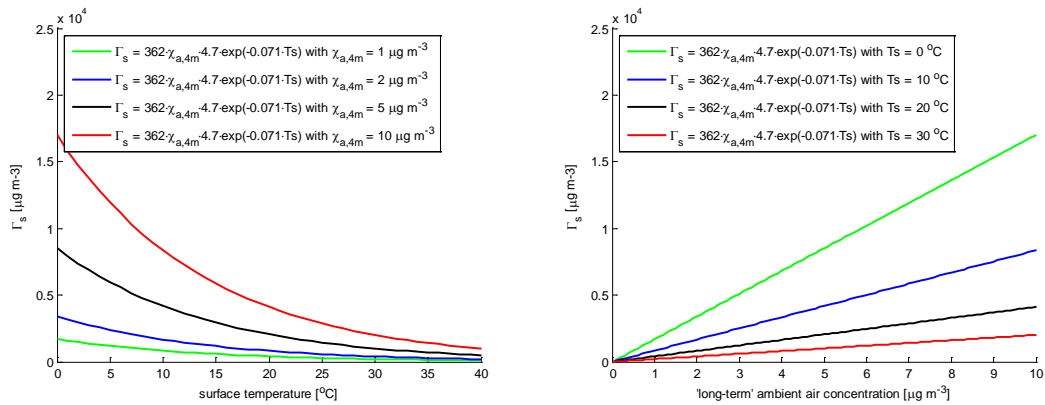 x 10⁴
2.5
2
1.5
1
0.5
0
Γs [μg m-3]
Γs = 362·χa,4m·4.7·exp(-0.071·Ts) with χa,4m = 1 μg m-3
Γs = 362·χa,4m·4.7·exp(-0.071·Ts) with χa,4m = 2 μg m-3
Γs = 362·χa,4m·4.7·exp(-0.071·Ts) with χa,4m = 5 μg m-3
Γs = 362·χa,4m·4.7·exp(-0.071·Ts) with χa,4m = 10 μg m-3
0 5 10 15 20 25 30 35 40
surface temperature [oC]
x 10⁴
2.5
2
1.5
1
0.5
0
Γs [μg m-3]
Γs = 362·χa,4m·4.7·exp(-0.071·Ts) with Ts = 0 oC
Γs = 362·χa,4m·4.7·exp(-0.071·Ts) with Ts = 10 oC
Γs = 362·χa,4m·4.7·exp(-0.071·Ts) with Ts = 20 oC
Γs = 362·χa,4m·4.7·exp(-0.071·Ts) with Ts = 30 oC
0 1 2 3 4 5 6 7 8 9 10
'long-term' ambient air concentration [μg m-3]